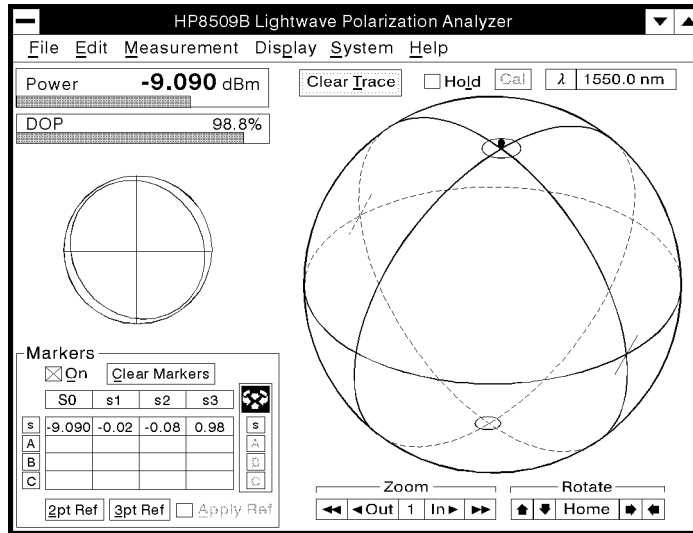 HP8509B Lightwave Polarization Analyzer
File Edit Measurement Display System Help
Power -9.090 dBm
DOP 98.8%
Clear Trace Hold Cal λ 1550.0 nm
Markers
On Clear Markers
S0 s1 s2 s3
s -9.090 -0.02 -0.08 0.98 s
A A
B B
C C
2pt Ref 3pt Ref Apply Ref
Zoom
◄◄ ◄Out 1 In► ►►
Rotate
Home